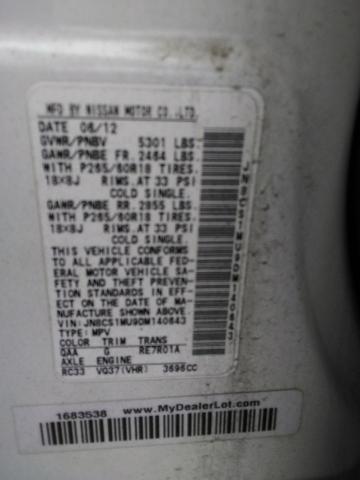 MFD BY NISSAN MOTOR CO.,LTD.
DATE 06/12
GVWR/PNBV 5301 LBS.
GAWR/PNBE FR. 2464 LBS.
WITH P265/60R18 TIRES
18x8J RIMS.AT 33 PSI
COLD SINGLE.
GAWR/PNBE RR. 2855 LBS.
WITH P265/60R18 TIRES
18x8J RIMS.AT 33 PSI
COLD SINGLE.
THIS VEHICLE CONFORMS
TO ALL APPLICABLE FED-
ERAL MOTOR VEHICLE SA-
FETY AND THEFT PREVENT-
ION STANDARDS IN EFF-
ECT ON THE DATE OF MA-
NUFACTURE SHOWN ABOVE.
VIN:JN8CS1MU9DM140643
TYPE:MPV
COLOR TRIM TRANS
QAA G RE7R01A
AXLE ENGINE
RC33 VQ37(VHR) 3696CC
JN8CS1MU9DM140643
1683538 www.MyDealerLot.com